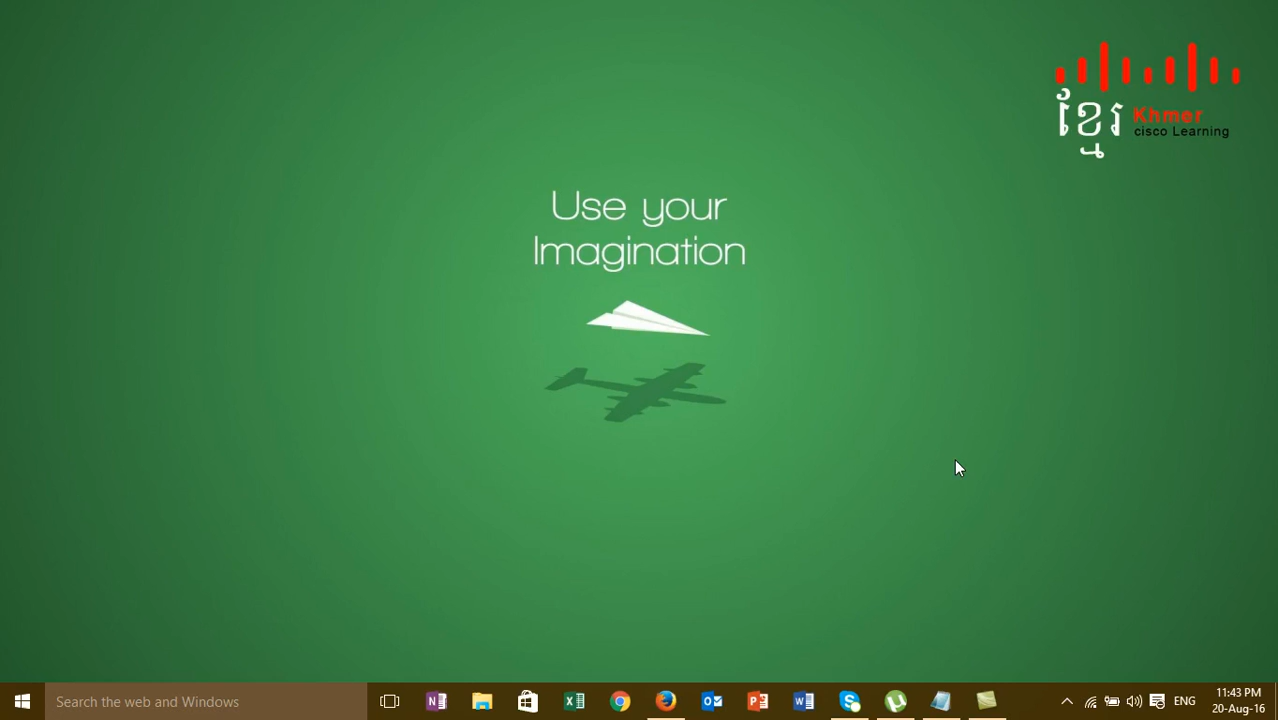 ខ្មែរ
Khmer
cisco Learning
Use your
Imagination
Search the web and Windows
ENG
11:43 PM
20-Aug-16